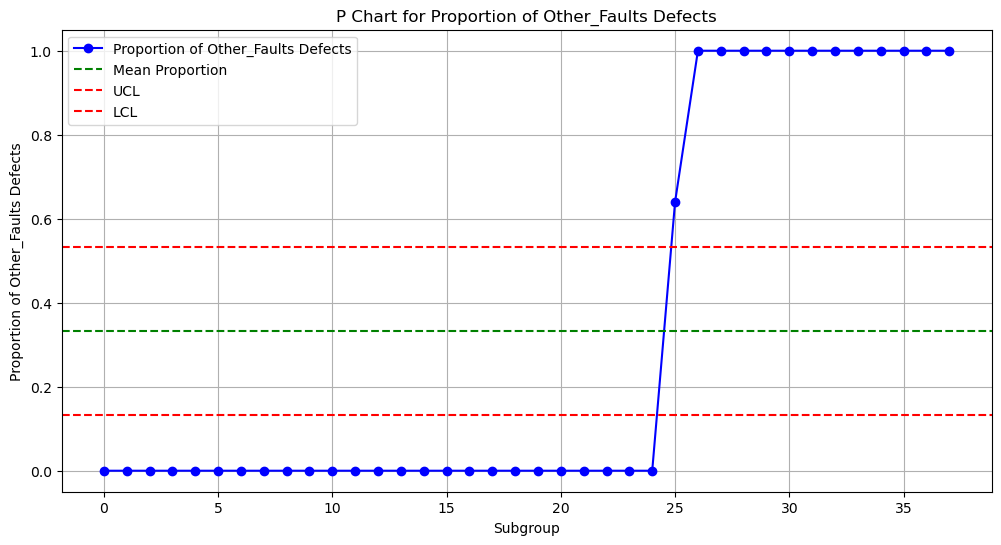 P Chart for Proportion of Other_Faults Defects
Proportion of Other_Faults Defects
Mean Proportion
UCL
LCL
Proportion of Other_Faults Defects
1.0
0.8
0.6
0.4
0.2
0.0
0 5 10 15 20 25 30 35
Subgroup